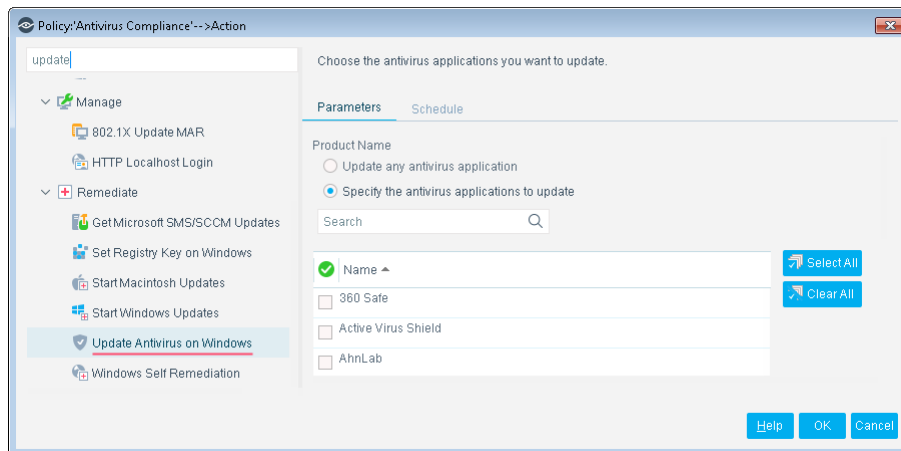 Policy:'Antivirus Compliance'-->Action
update
Manage
802.1X Update MAR
HTTP Localhost Login
Remediate
Get Microsoft SMS/SCCM Updates
Set Registry Key on Windows
Start Macintosh Updates
Start Windows Updates
Update Antivirus on Windows
Windows Self Remediation
Choose the antivirus applications you want to update.
Parameters Schedule
Product Name
Update any antivirus application
Specify the antivirus applications to update
Search
Name
360 Safe
Active Virus Shield
AhnLab
Select All
Clear All
Help OK Cancel